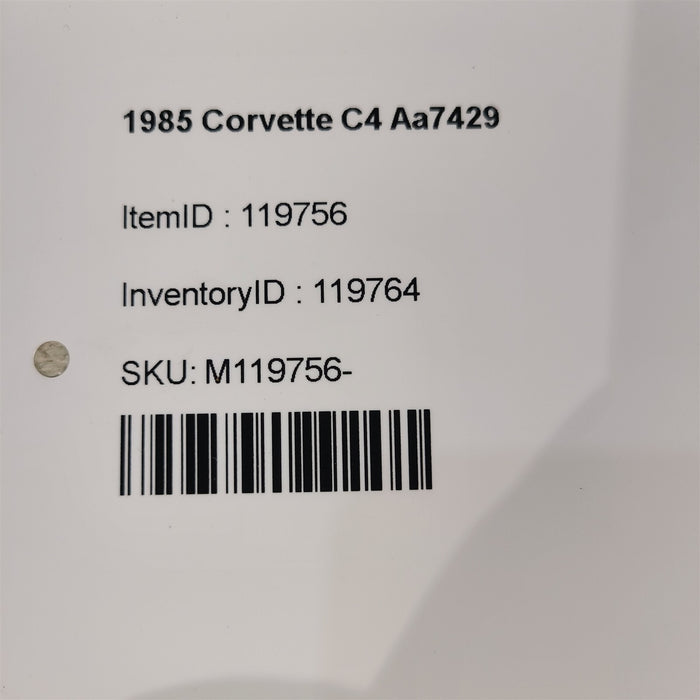 1985 Corvette C4 Aa7429
ItemID : 119756
InventoryID : 119764
SKU: M119756-